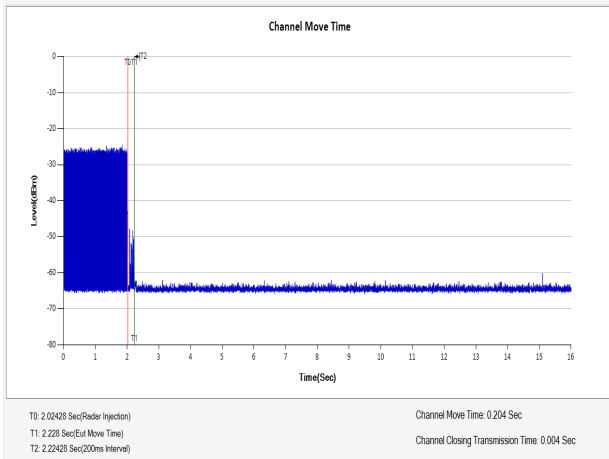 Channel Move Time
T0 T1 T2
0
-10
-20
-30
-40
-50
-60
-70
-80
Level(dBm)
T1
0 1 2 3 4 5 6 7 8 9 10 11 12 13 14 15 16
Time(Sec)
T0: 2.02428 Sec(Radar Injection)
T1: 2.228 Sec(Eut Move Time)
T2: 2.22428 Sec(200ms Interval)
Channel Move Time: 0.204 Sec
Channel Closing Transmission Time: 0.004 Sec